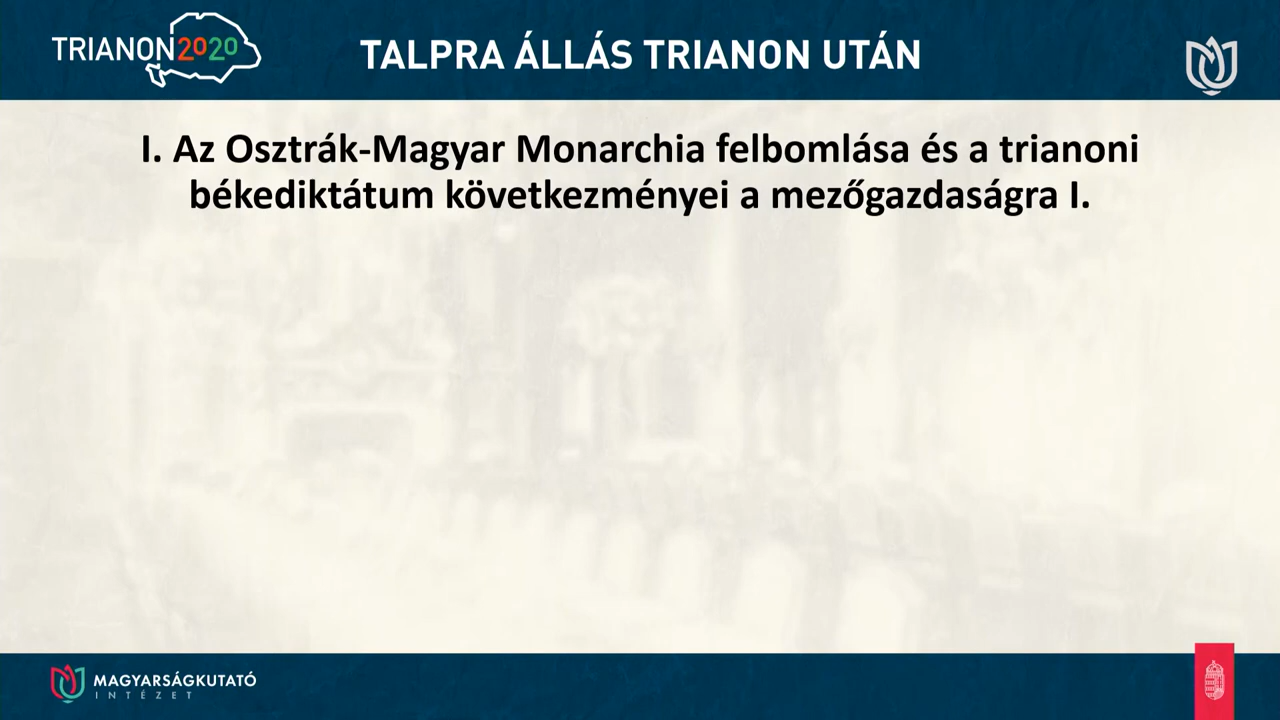 TRIANON2020
TALPRA ÁLLÁS TRIANON UTÁN
I. Az Osztrák-Magyar Monarchia felbomlása és a trianoni
békediktátum következményei a mezőgazdaságra I.
MAGYARSÁGKUTATÓ
INTÉZET